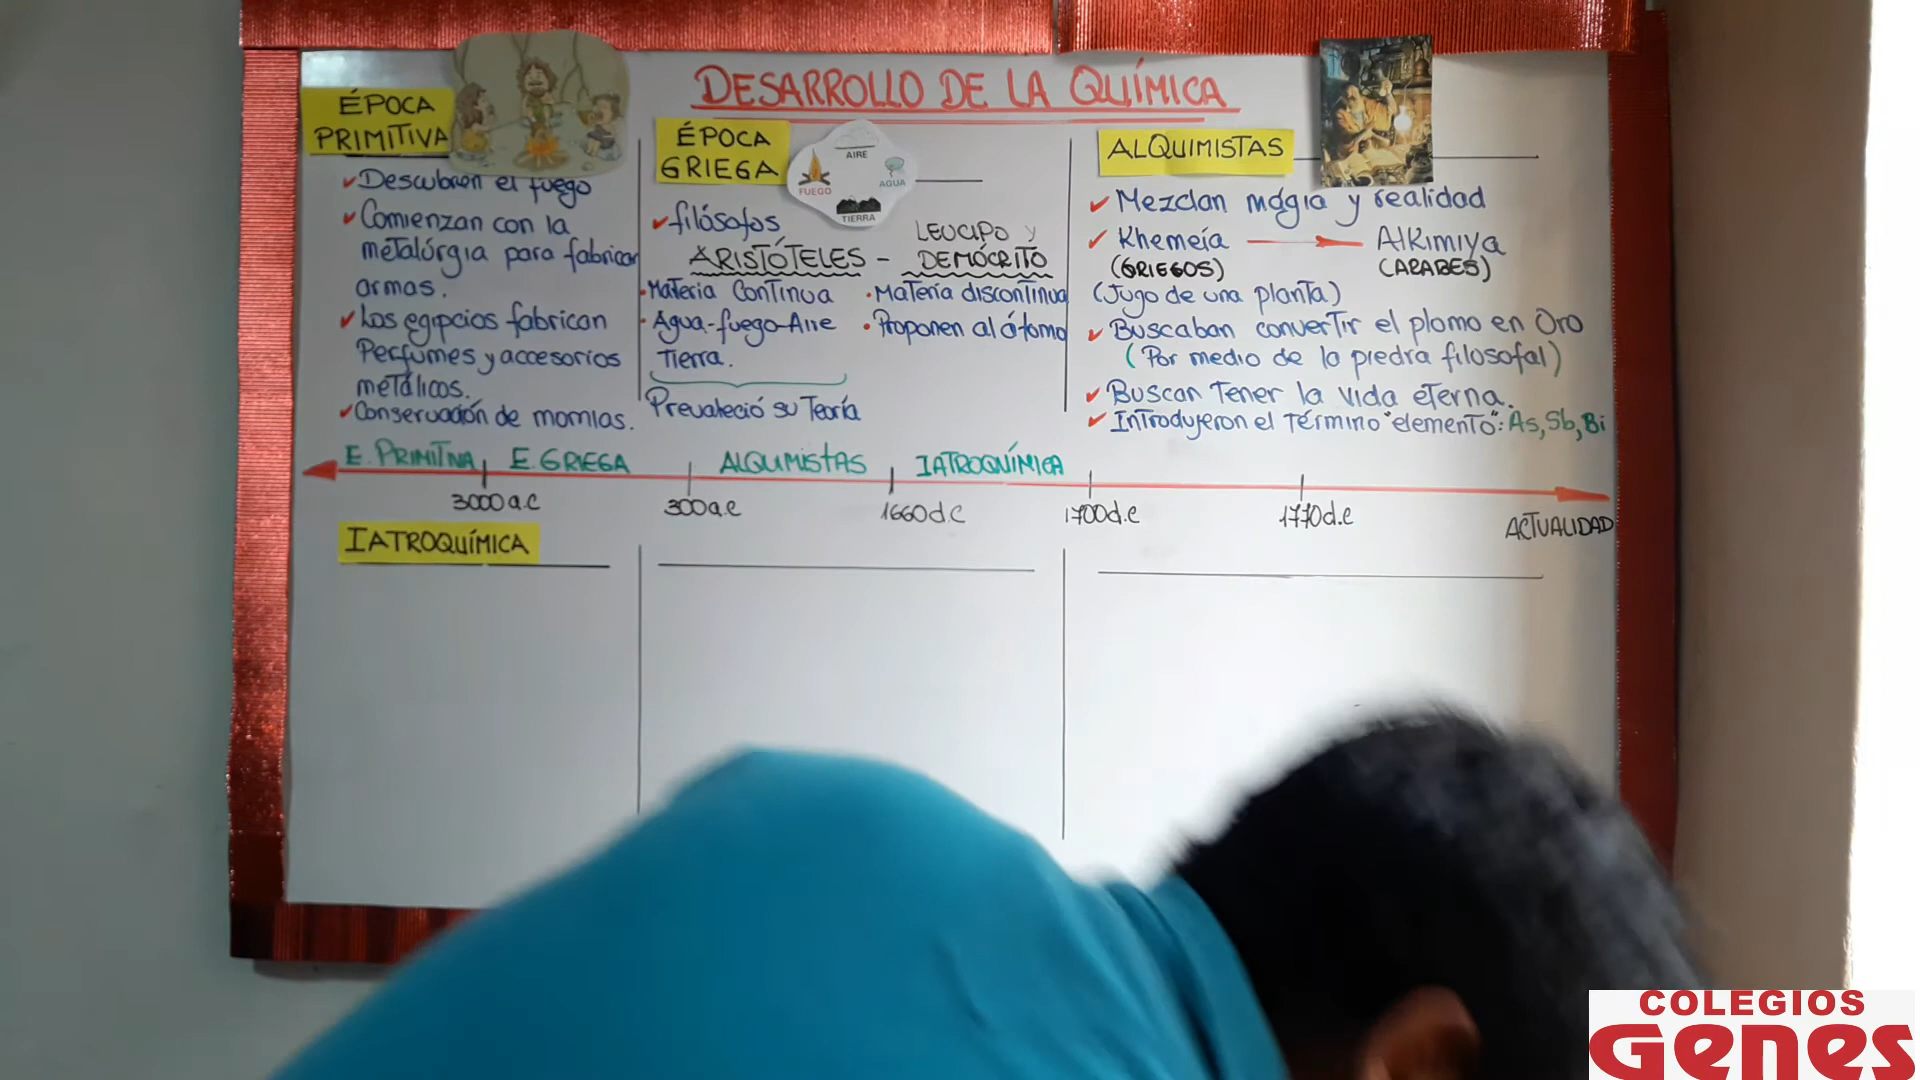 DESARROLLO DE LA QUÍMICA
ÉPOCA
PRIMITIVA
✓Descubren el fuego
✓Comienzan con la
metalúrgia para fabricar
armas.
✓Los egipcios fabrican
Perfumes y accesorios
metálicos.
✓Conservación de momias.
ÉPOCA
GRIEGA
AIRE
FUEGO
AGUA
TIERRA
✓filósofos
ARISTÓTELES - LEUCIPO y
DEMÓCRITO
•Materia Continua
•Agua-fuego-Aire
Tierra.
Prevaleció su Teoría
•Materia discontinua
•Proponen al átomo
ALQUIMISTAS
✓Mezclan mágia y realidad
✓Khemeía → Alkimiya
(GRIEGOS) (ARABES)
(Jugo de una planta)
✓Buscaban convertir el plomo en Oro
(Por medio de la piedra filosofal)
✓Buscan Tener la vida eterna.
✓Introdujeron el término "elemento": As, Sb, Bi
E. PRIMITIVA E. GRIEGA ALQUIMISTAS IATROQUÍMICA
3000 a.c 300 a.c 1660 d.c 1700 d.c 1770 d.c ACTUALIDAD
IATROQUÍMICA
COLEGIOS
GENES